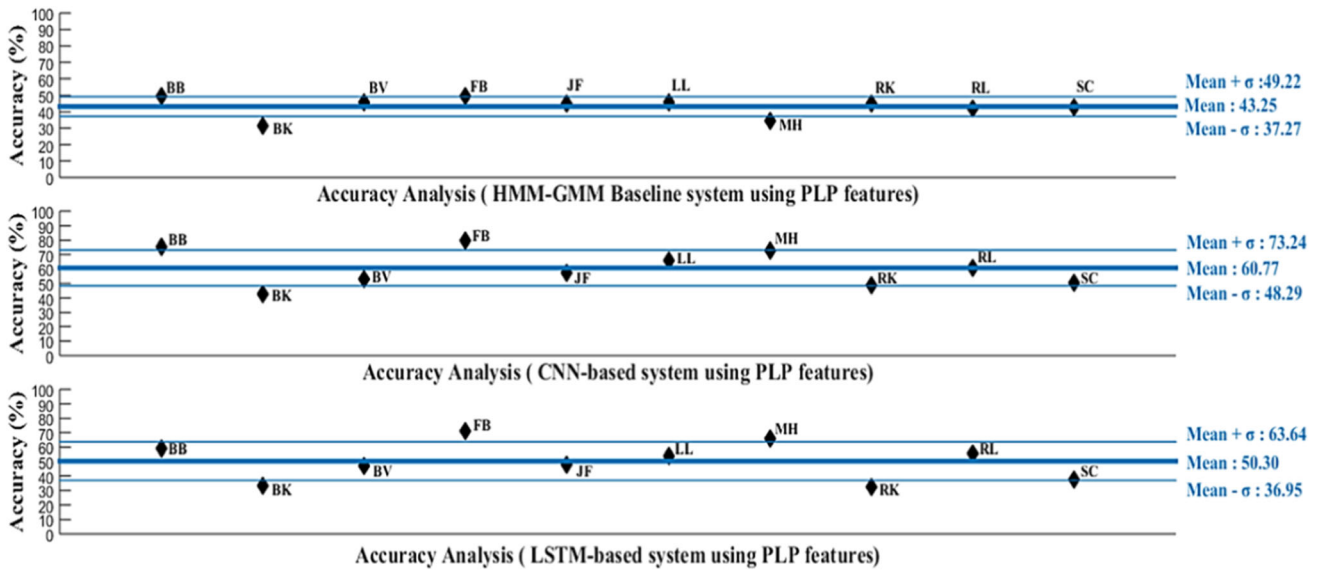 Accuracy (%)
100
90
80
70
60
50
40
30
20
10
0
BB
BK
BV
FB
JF
LL
MH
RK
RL
SC
Mean + σ :49.22
Mean : 43.25
Mean - σ : 37.27
Accuracy Analysis ( HMM-GMM Baseline system using PLP features)
Accuracy (%)
100
90
80
70
60
50
40
30
20
10
0
BB
BK
BV
FB
JF
LL
MH
RK
RL
SC
Mean + σ : 73.24
Mean : 60.77
Mean - σ : 48.29
Accuracy Analysis ( CNN-based system using PLP features)
Accuracy (%)
100
90
80
70
60
50
40
30
20
10
0
BB
BK
BV
FB
JF
LL
MH
RK
RL
SC
Mean + σ : 63.64
Mean : 50.30
Mean - σ : 36.95
Accuracy Analysis ( LSTM-based system using PLP features)